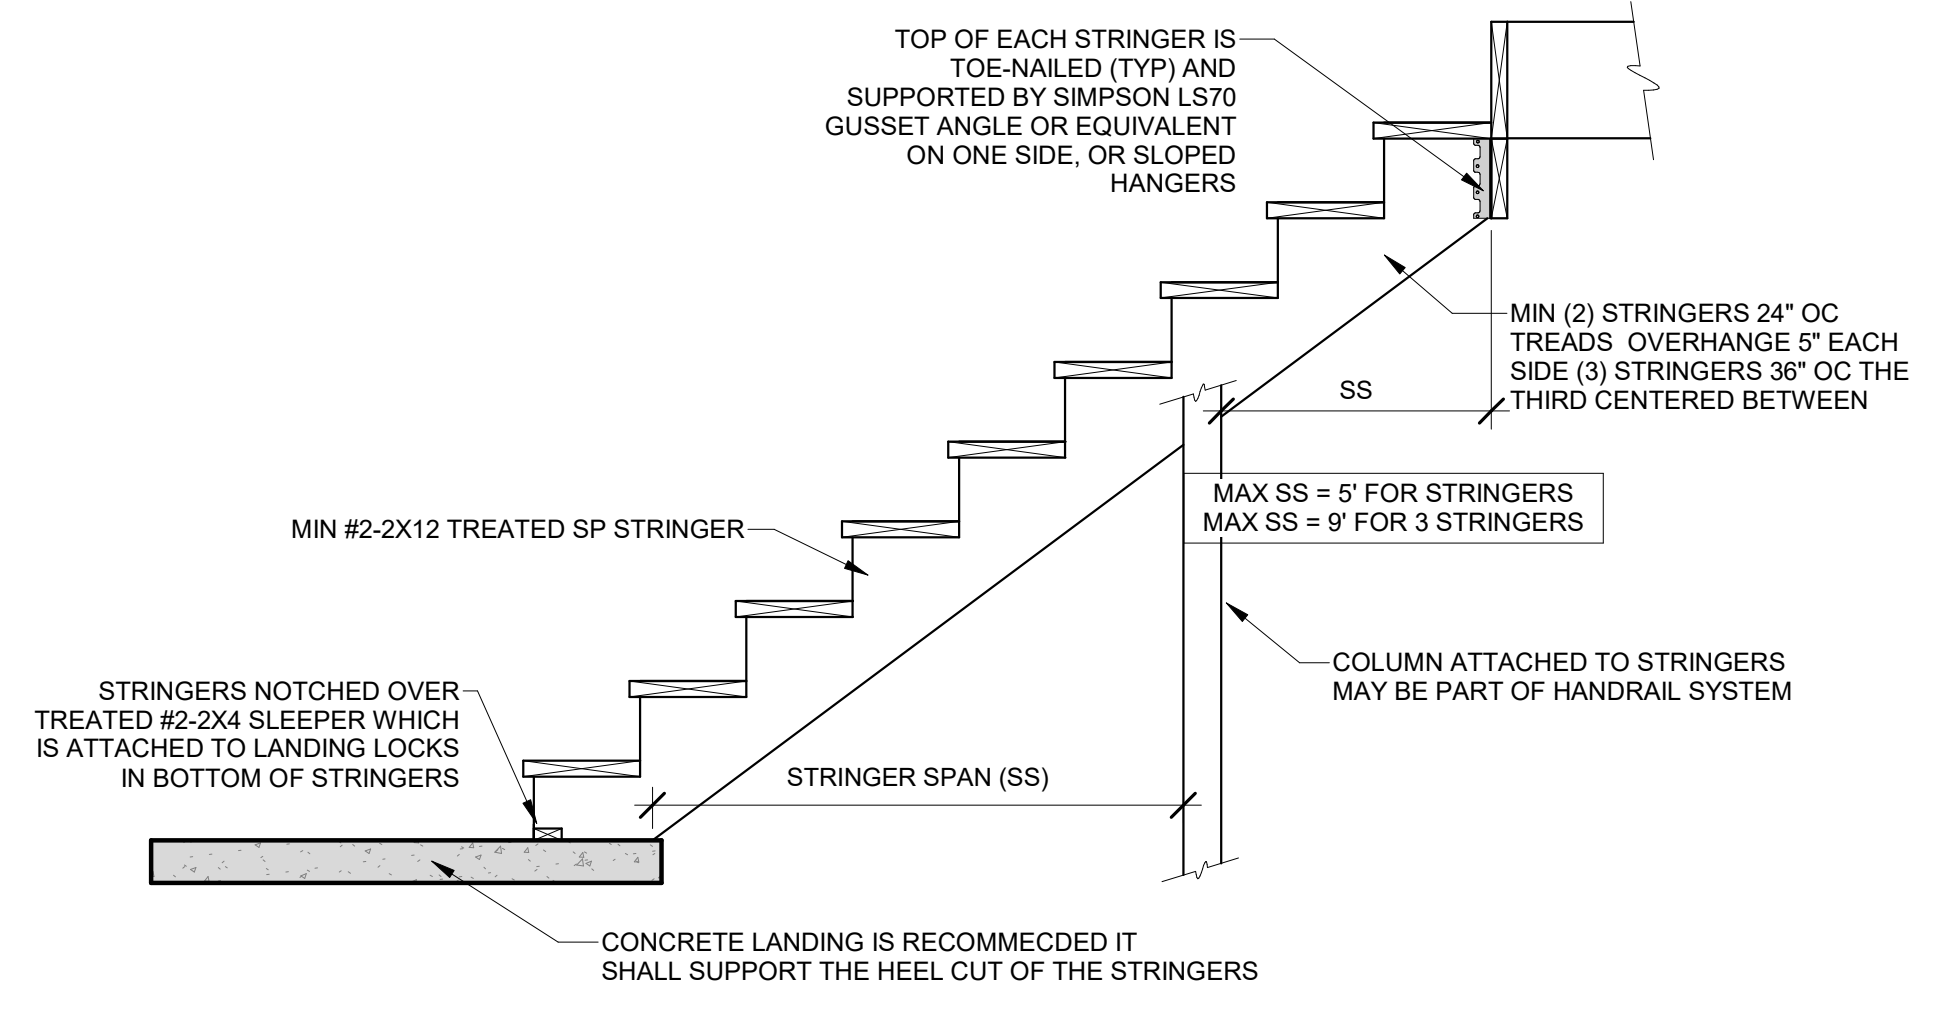 TOP OF EACH STRINGER IS
TOE-NAILED (TYP) AND
SUPPORTED BY SIMPSON LS70
GUSSET ANGLE OR EQUIVALENT
ON ONE SIDE, OR SLOPED
HANGERS
MIN (2) STRINGERS 24" OC
TREADS OVERHANGE 5" EACH
SIDE (3) STRINGERS 36" OC THE
THIRD CENTERED BETWEEN
SS
MAX SS = 5' FOR STRINGERS
MAX SS = 9' FOR 3 STRINGERS
MIN #2-2X12 TREATED SP STRINGER
COLUMN ATTACHED TO STRINGERS
MAY BE PART OF HANDRAIL SYSTEM
STRINGERS NOTCHED OVER
TREATED #2-2X4 SLEEPER WHICH
IS ATTACHED TO LANDING LOCKS
IN BOTTOM OF STRINGERS
STRINGER SPAN (SS)
CONCRETE LANDING IS RECOMMECDED IT
SHALL SUPPORT THE HEEL CUT OF THE STRINGERS